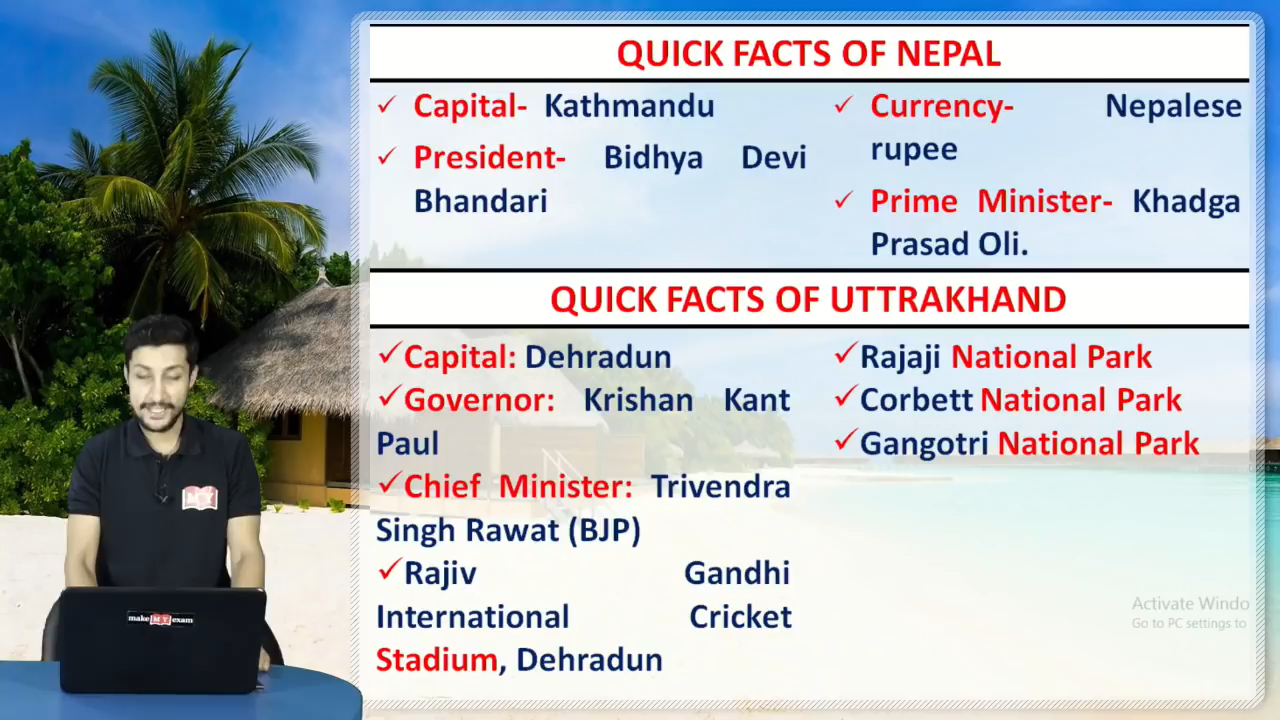 QUICK FACTS OF NEPAL
✓ Capital- Kathmandu
✓ President- Bidhya Devi
Bhandari
✓ Currency- Nepalese
rupee
✓ Prime Minister- Khadga
Prasad Oli.
QUICK FACTS OF UTTRAKHAND
✓Capital: Dehradun
✓Governor: Krishan Kant
Paul
✓Chief Minister: Trivendra
Singh Rawat (BJP)
✓Rajiv Gandhi
International Cricket
Stadium, Dehradun
✓Rajaji National Park
✓Corbett National Park
✓Gangotri National Park
Activate Windo
Go to PC settings to
MY
make MY exam